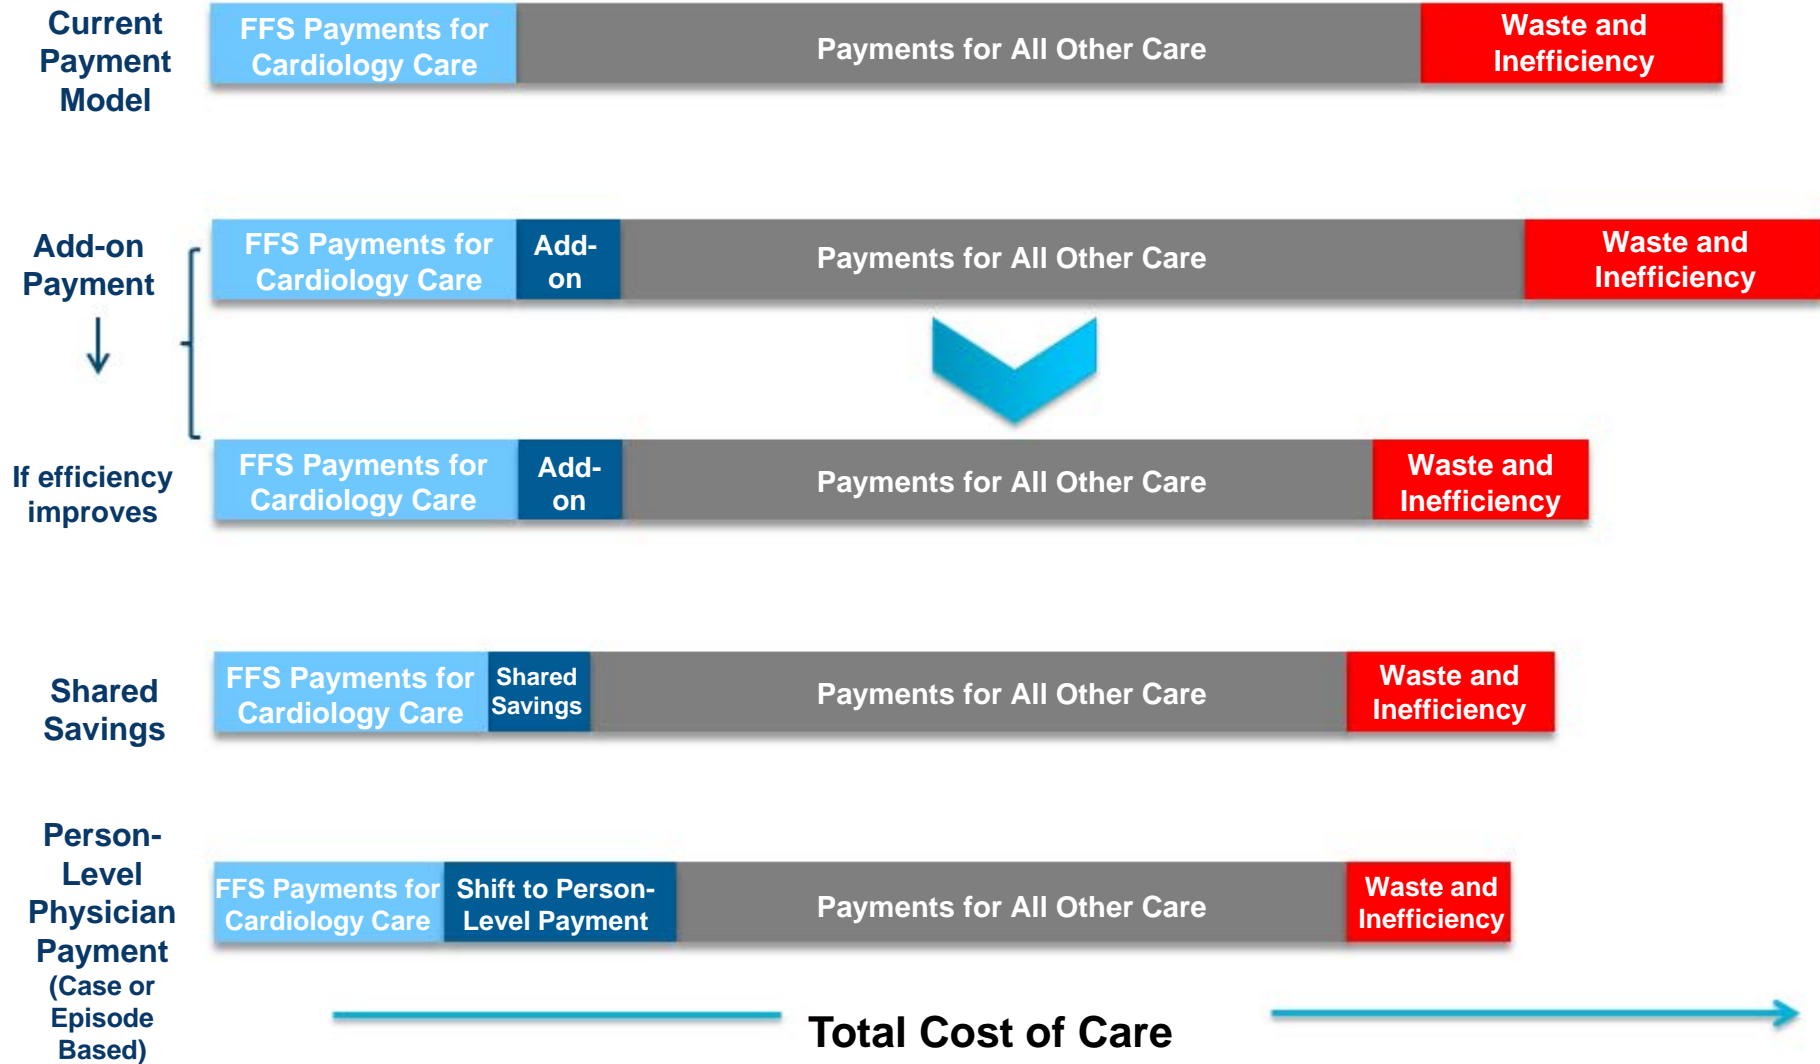 Current
Payment
Model
FFS Payments for
Cardiology Care
Payments for All Other Care
Waste and
Inefficiency
Add-on
Payment
FFS Payments for
Cardiology Care
Add-
on
Payments for All Other Care
Waste and
Inefficiency
If efficiency
improves
FFS Payments for
Cardiology Care
Add-
on
Payments for All Other Care
Waste and
Inefficiency
Shared
Savings
FFS Payments for
Cardiology Care
Shared
Savings
Payments for All Other Care
Waste and
Inefficiency
Person-
Level
Physician
Payment
(Case or
Episode
Based)
FFS Payments for
Cardiology Care
Shift to Person-
Level Payment
Payments for All Other Care
Waste and
Inefficiency
Total Cost of Care